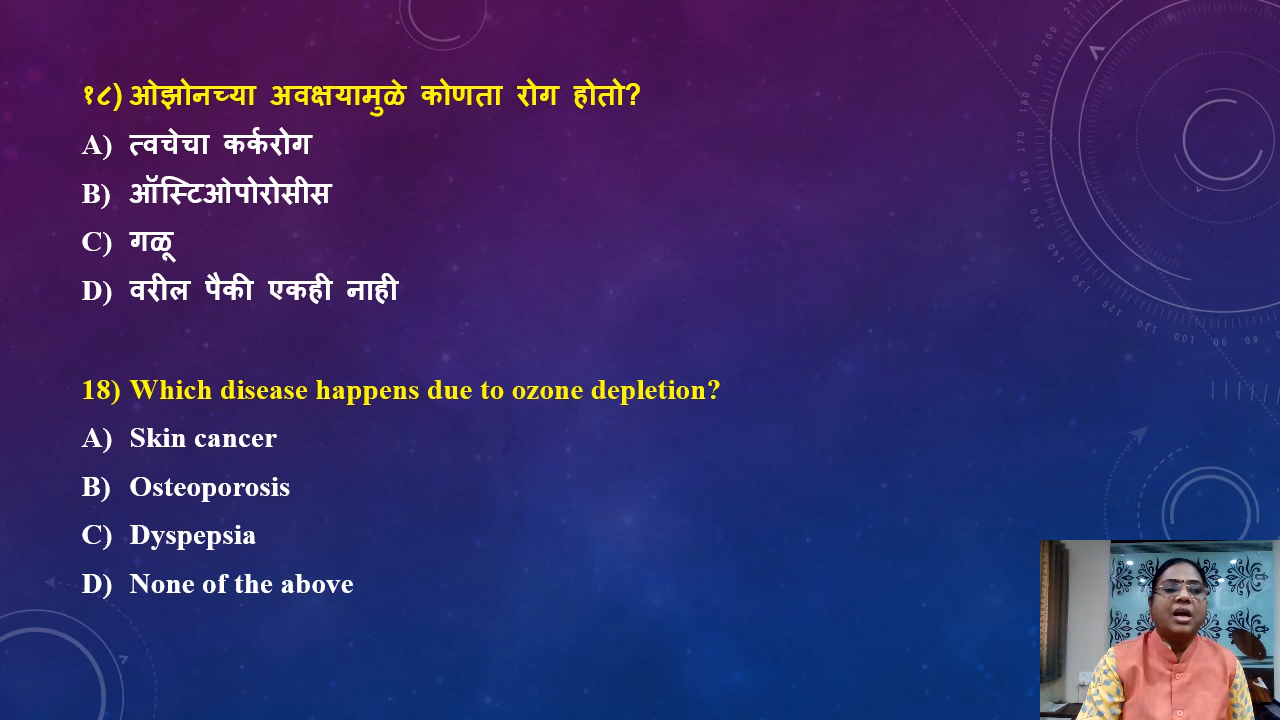 १८) ओझोनच्या अवक्षयामुळे कोणता रोग होतो?
A) त्वचेचा कर्करोग
B) ऑस्टिओपोरोसीस
C) गळू
D) वरील पैकी एकही नाही
18) Which disease happens due to ozone depletion?
A) Skin cancer
B) Osteoporosis
C) Dyspepsia
D) None of the above